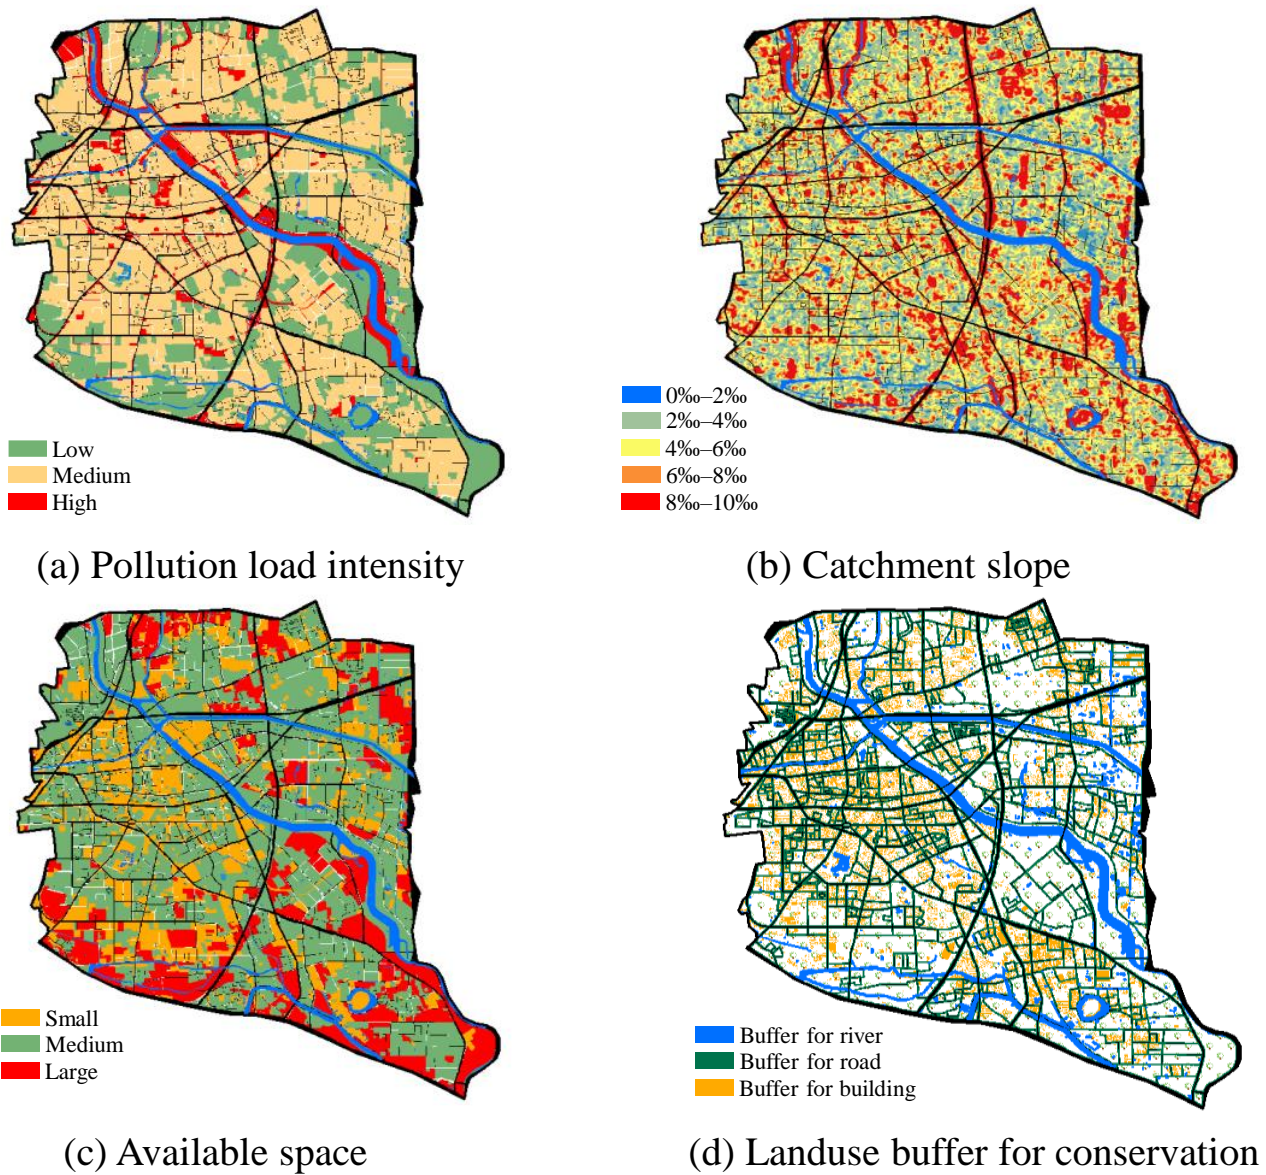 Low
Medium
High
(a) Pollution load intensity
0‰–2‰
2‰–4‰
4‰–6‰
6‰–8‰
8‰–10‰
(b) Catchment slope
Small
Medium
Large
(c) Available space
Buffer for river
Buffer for road
Buffer for building
(d) Landuse buffer for conservation